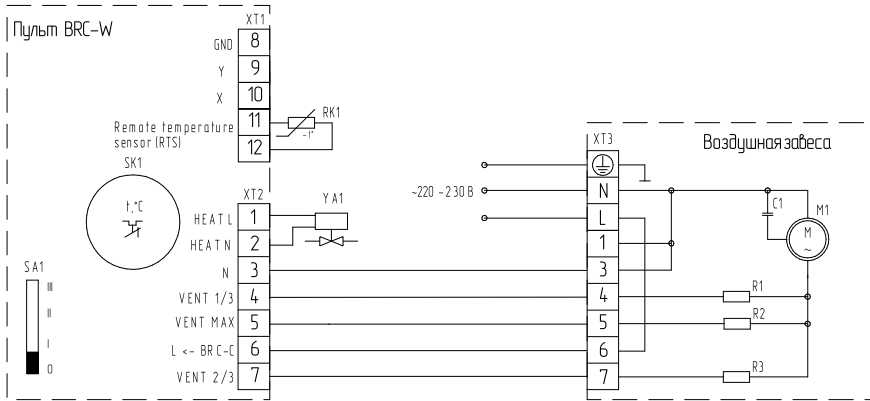 Пульт BRC-W
XT1
GND 8
Y 9
X 10
Remote temperature
sensor (RTS)
11
12
RK1
-t°
SK1
t,°C
XT2
HEAT L 1
HEAT N 2
N 3
VENT 1/3 4
VENT MAX 5
L <- BRC-C 6
VENT 2/3 7
YA1
SA1
III
II
I
0
~220-230В
XT3
N
L
1
3
4
5
6
7
Воздушная завеса
C1
M1
M
~
R1
R2
R3